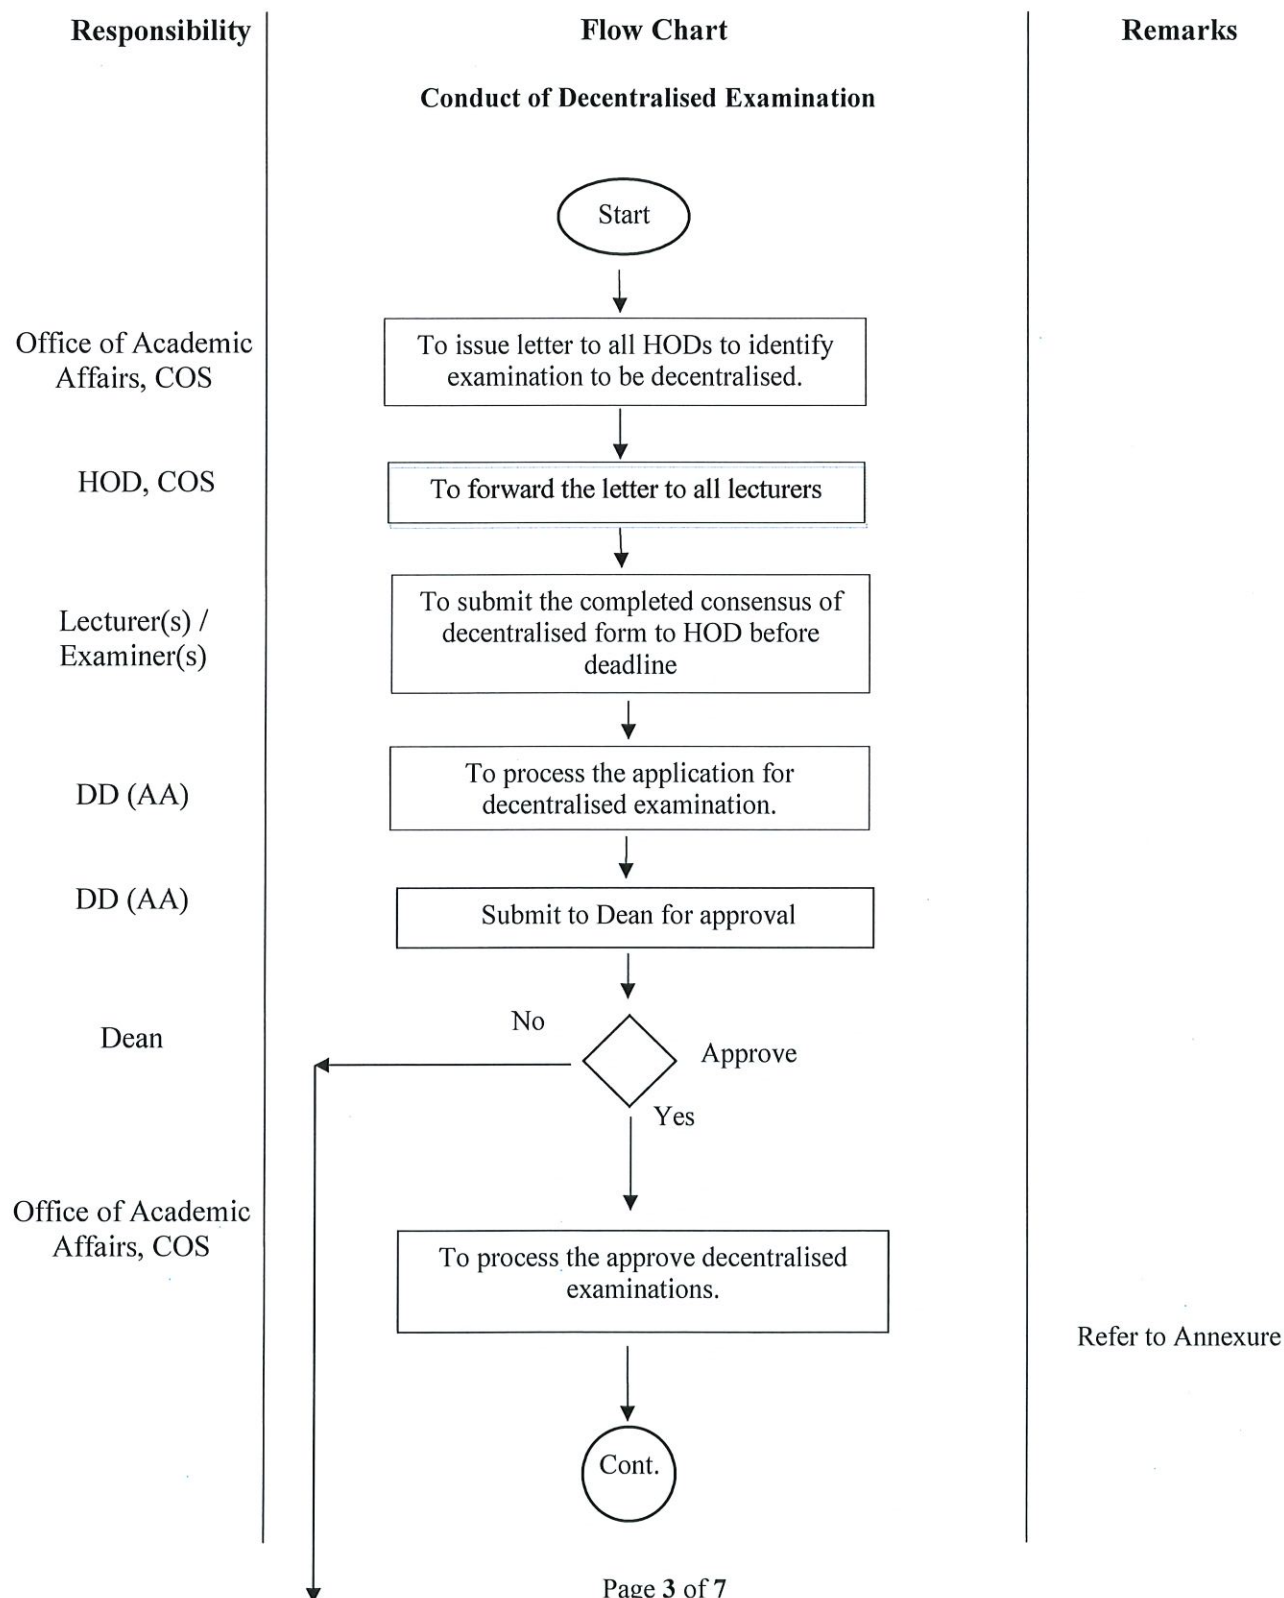 Responsibility
Flow Chart
Remarks
Conduct of Decentralised Examination
Start
Office of Academic
Affairs, COS
To issue letter to all HODs to identify
examination to be decentralised.
HOD, COS
To forward the letter to all lecturers
Lecturer(s) /
Examiner(s)
To submit the completed consensus of
decentralised form to HOD before
deadline
DD (AA)
To process the application for
decentralised examination.
DD (AA)
Submit to Dean for approval
Dean
No
Approve
Yes
Office of Academic
Affairs, COS
To process the approve decentralised
examinations.
Refer to Annexure
Cont.
Page 3 of 7